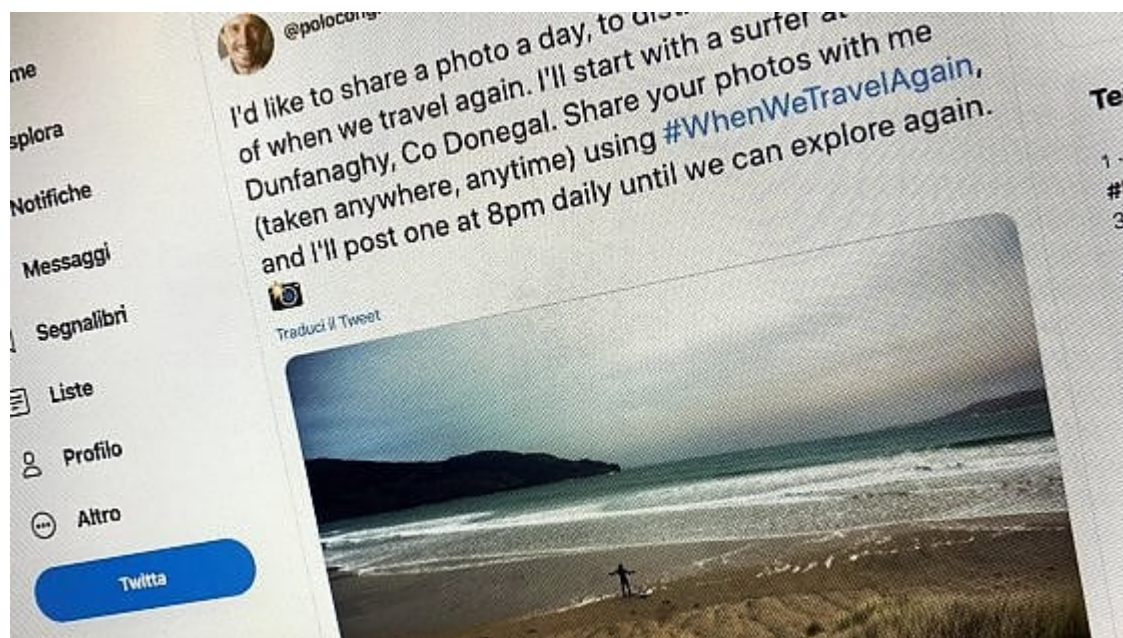 I'd like to share a photo a day, to
of when we travel again. I'll start with a surfer at
Dunfanaghy, Co Donegal. Share your photos with me
(taken anywhere, anytime) using #WhenWeTravelAgain,
and I'll post one at 8pm daily until we can explore again.
Traduci il Tweet
me
splora
Notifiche
Messaggi
Segnalibri
Liste
Profilo
Altro
Twitta
Te
1